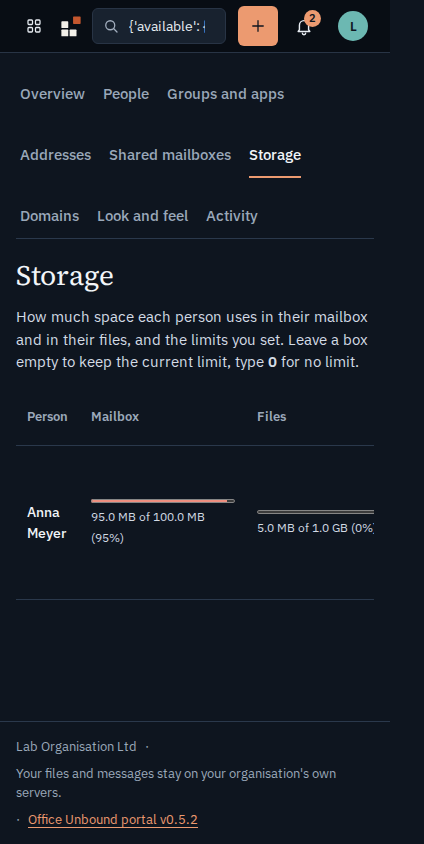 {'available': {
2
L
Overview People Groups and apps
Addresses Shared mailboxes Storage
Domains Look and feel Activity
Storage
How much space each person uses in their mailbox
and in their files, and the limits you set. Leave a box
empty to keep the current limit, type 0 for no limit.
Person Mailbox Files
Anna
Meyer
95.0 MB of 100.0 MB
(95%)
5.0 MB of 1.0 GB (0%)
Lab Organisation Ltd ·
Your files and messages stay on your organisation's own
servers.
· Office Unbound portal v0.5.2